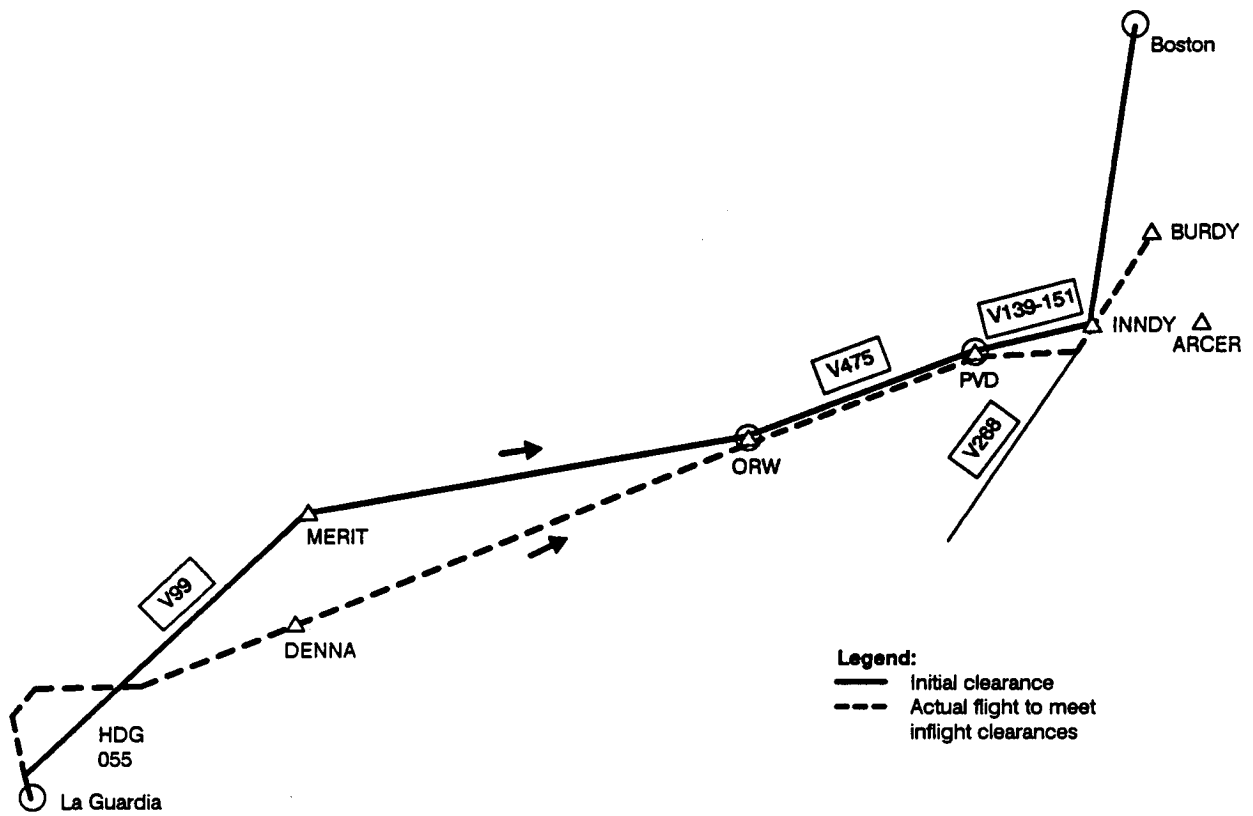 Boston
BURDY
V139-151
INNDY
ARCER
V475
PVD
V268
ORW
MERIT
V99
DENNA
Legend:
Initial clearance
Actual flight to meet
inflight clearances
HDG
055
La Guardia